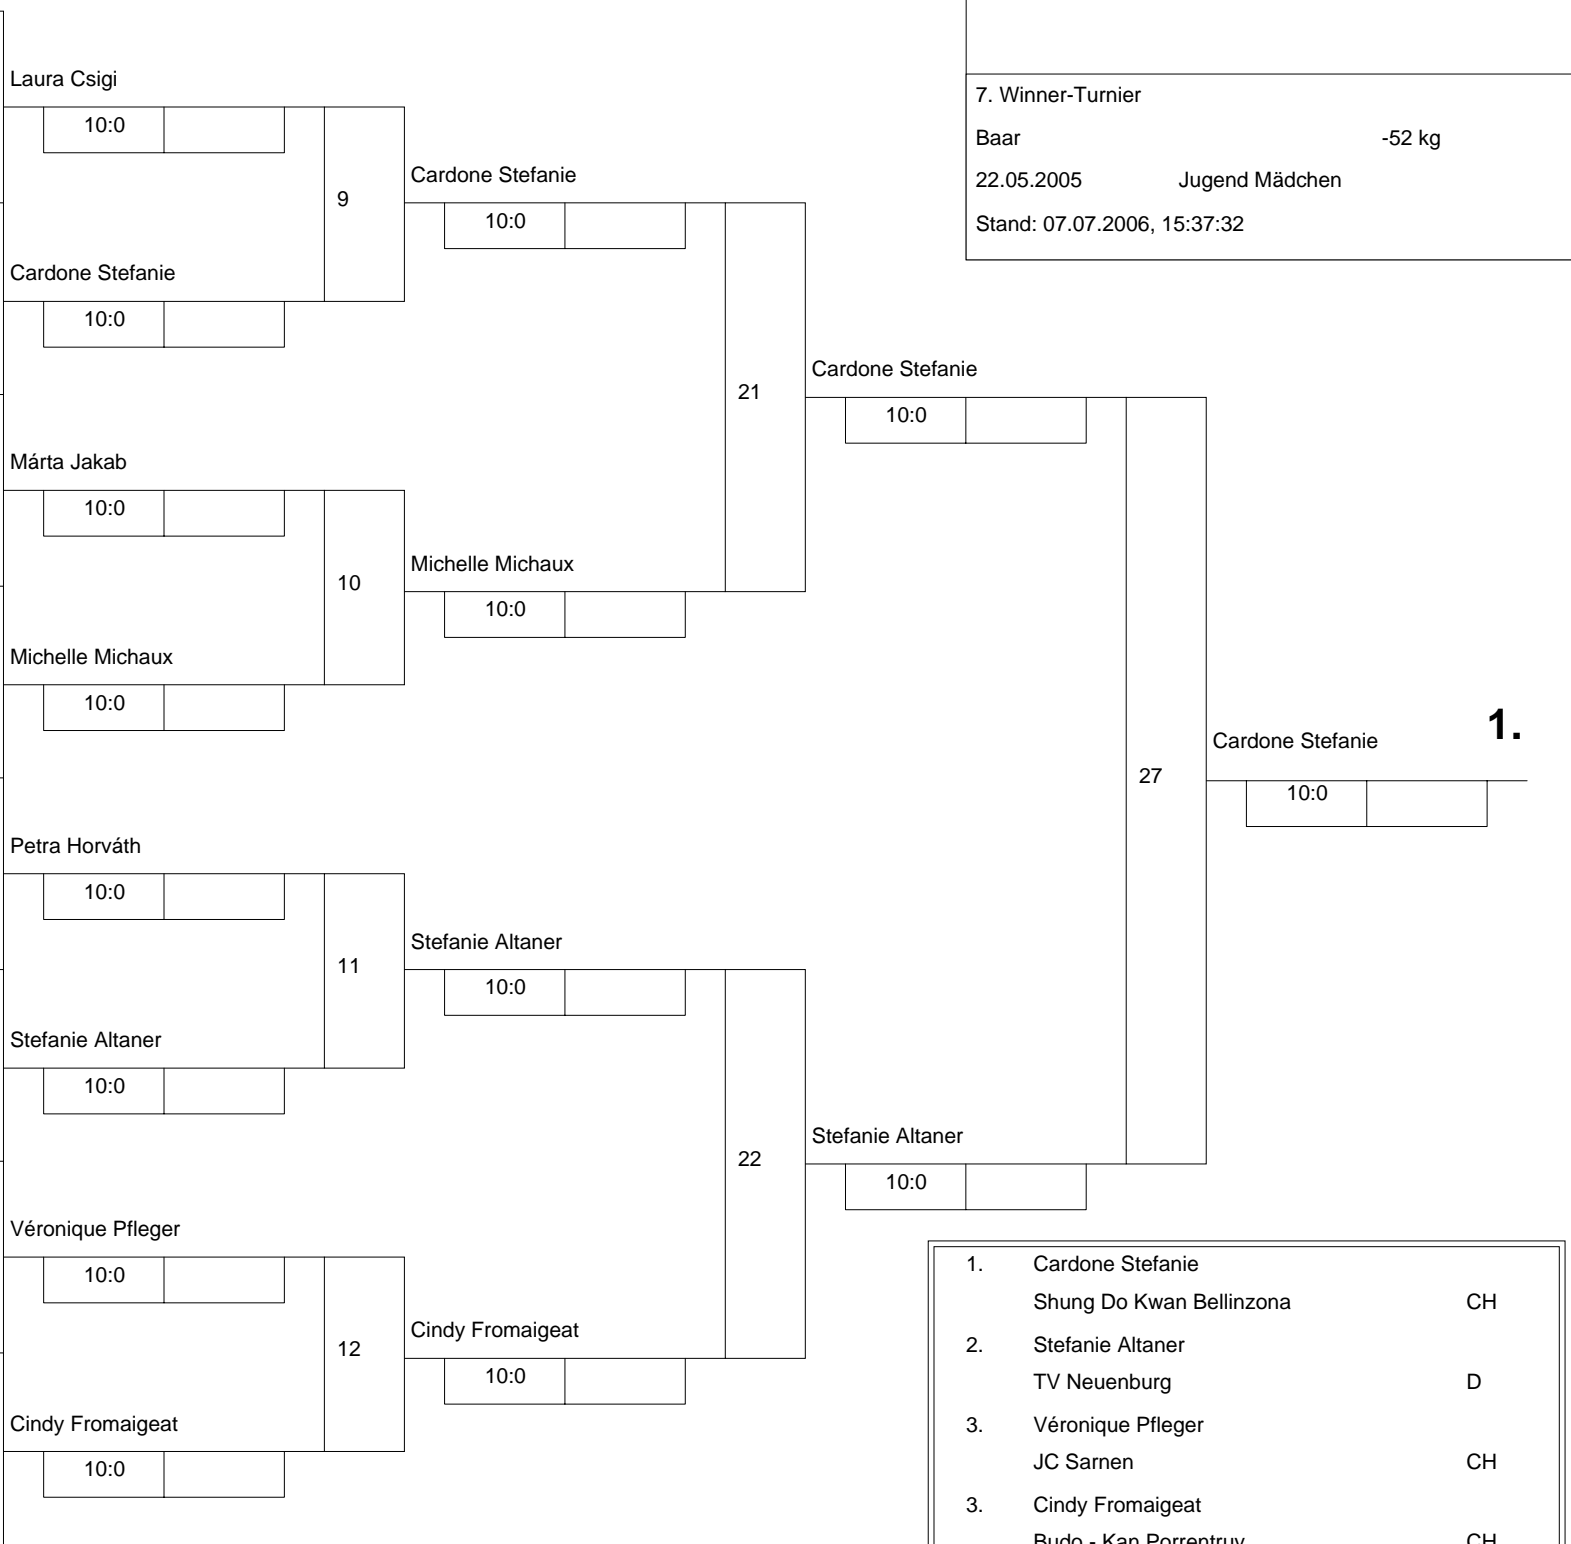 7. Winner-Turnier
Baar -52 kg
22.05.2005 Jugend Mädchen
Stand: 07.07.2006, 15:37:32
Laura Csigi
10:0
9
Cardone Stefanie
10:0
Márta Jakab
10:0
10
Michelle Michaux
10:0
Petra Horváth
10:0
11
Stefanie Altaner
10:0
Véronique Pfleger
10:0
12
Cindy Fromaigeat
10:0
Cardone Stefanie
10:0
21
Michelle Michaux
10:0
Stefanie Altaner
10:0
22
Cindy Fromaigeat
10:0
Cardone Stefanie
10:0
27
Stefanie Altaner
10:0
Cardone Stefanie 1.
10:0
1. Cardone Stefanie
Shung Do Kwan Bellinzona CH
2. Stefanie Altaner
TV Neuenburg D
3. Véronique Pfleger
JC Sarnen CH
3. Cindy Fromaigeat
Budo - Kan Porrentruy CH